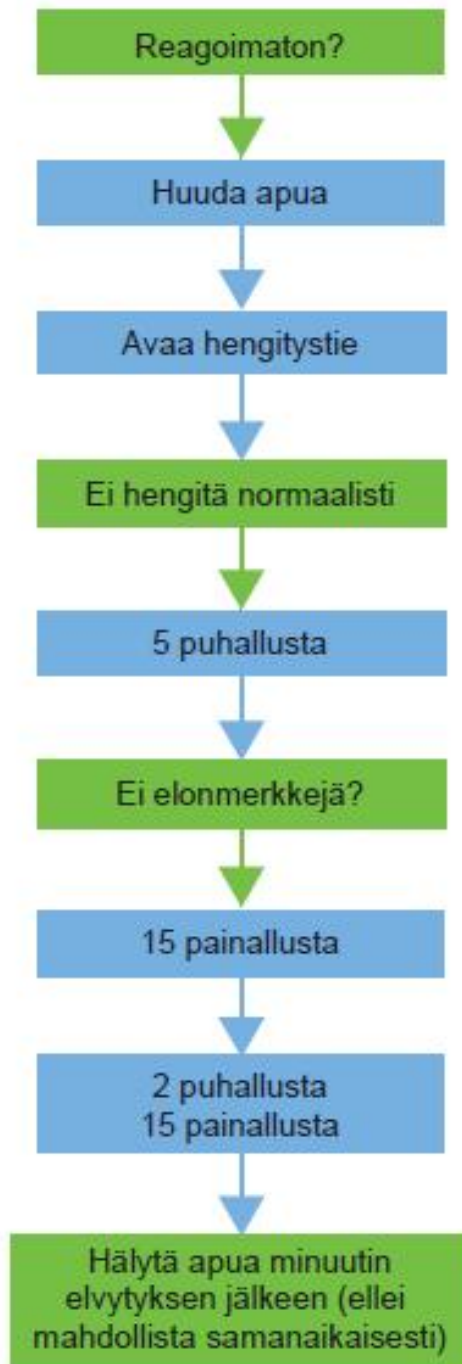 Reagoimaton?
Huuda apua
Avaa hengitystie
Ei hengitä normaalisti
5 puhallusta
Ei elonmerkkejä?
15 painallusta
2 puhallusta
15 painallusta
Hälytä apua minuutin
elvytyksen jälkeen (ellei
mahdollista samanaikaisesti)